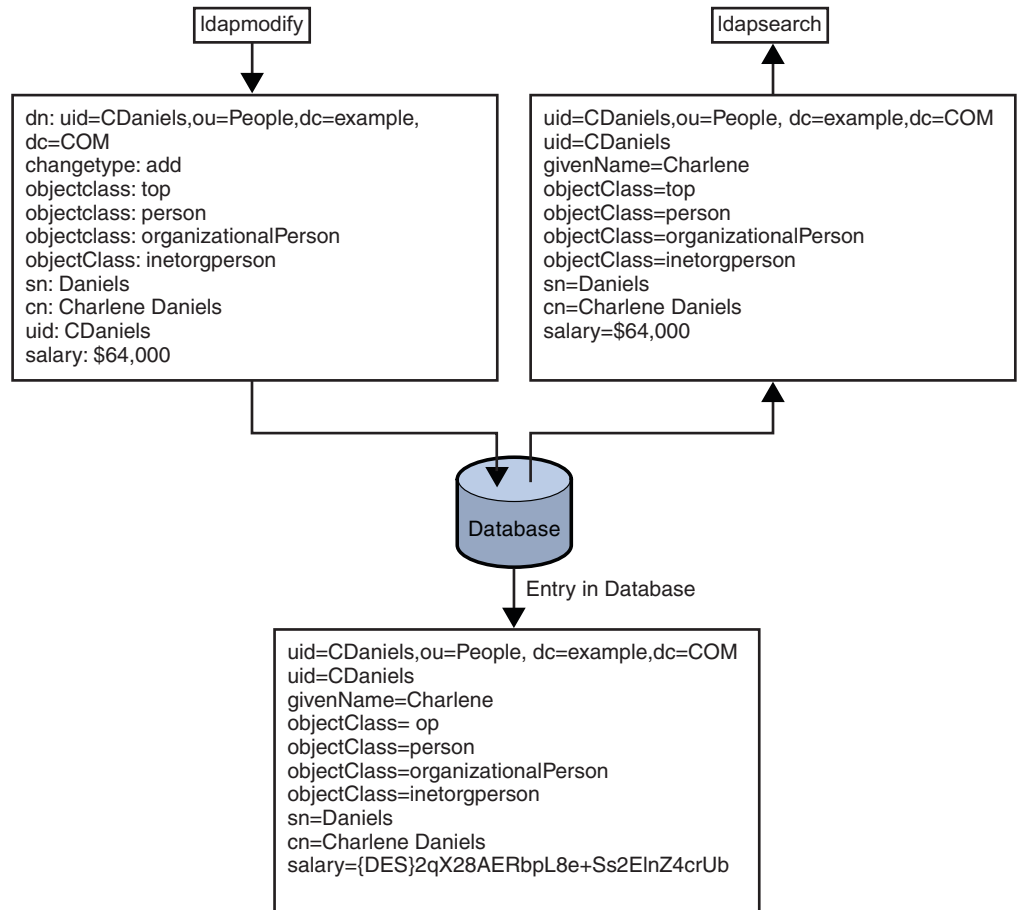 ldapmodify
dn: uid=CDaniels,ou=People,dc=example,
dc=COM
changetype: add
objectclass: top
objectclass: person
objectclass: organizationalPerson
objectClass: inetorgperson
sn: Daniels
cn: Charlene Daniels
uid: CDaniels
salary: $64,000
ldapsearch
uid=CDaniels,ou=People, dc=example,dc=COM
uid=CDaniels
givenName=Charlene
objectClass=top
objectClass=person
objectClass=organizationalPerson
objectClass=inetorgperson
sn=Daniels
cn=Charlene Daniels
salary=$64,000
Database
Entry in Database
uid=CDaniels,ou=People, dc=example,dc=COM
uid=CDaniels
givenName=Charlene
objectClass= op
objectClass=person
objectClass=organizationalPerson
objectClass=inetorgperson
sn=Daniels
cn=Charlene Daniels
salary={DES}2qX28AERbpL8e+Ss2ElnZ4crUb